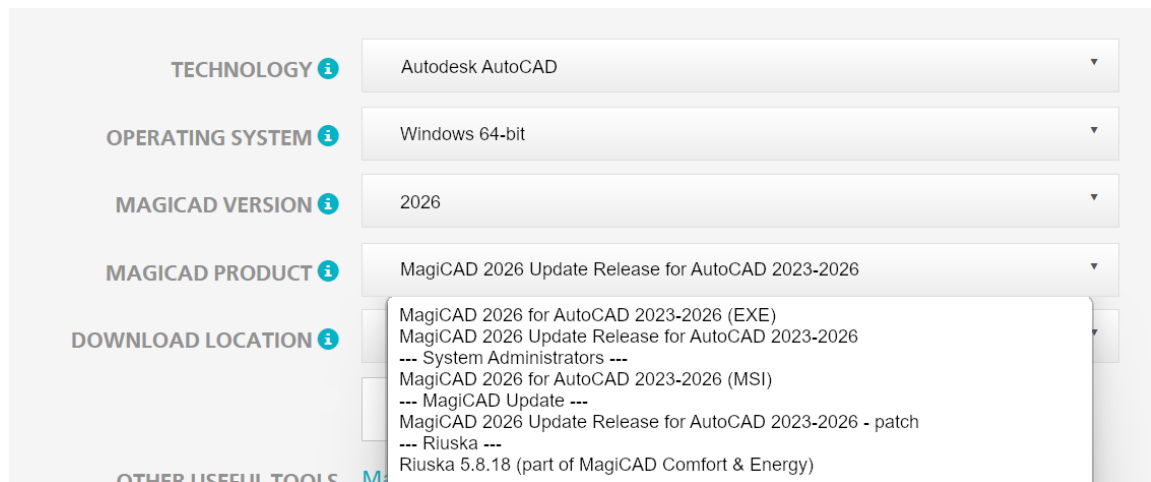 TECHNOLOGY
Autodesk AutoCAD
OPERATING SYSTEM
Windows 64-bit
MAGICAD VERSION
2026
MAGICAD PRODUCT
MagiCAD 2026 Update Release for AutoCAD 2023-2026
MagiCAD 2026 for AutoCAD 2023-2026 (EXE)
MagiCAD 2026 Update Release for AutoCAD 2023-2026
DOWNLOAD LOCATION
--- System Administrators ---
MagiCAD 2026 for AutoCAD 2023-2026 (MSI)
--- MagiCAD Update ---
MagiCAD 2026 Update Release for AutoCAD 2023-2026 - patch
--- Riuska ---
Riuska 5.8.18 (part of MagiCAD Comfort & Energy)
OTHER USEFUL TOOLS